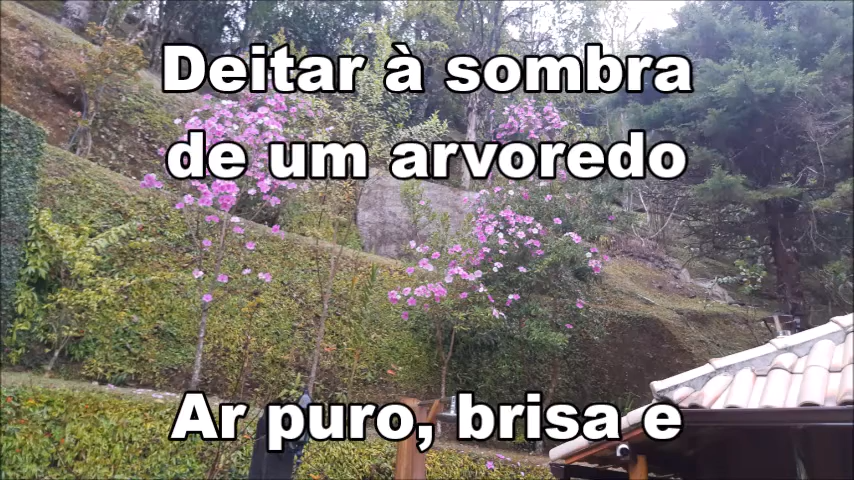 Deitar à sombra
de um arvoredo
Ar puro, brisa e